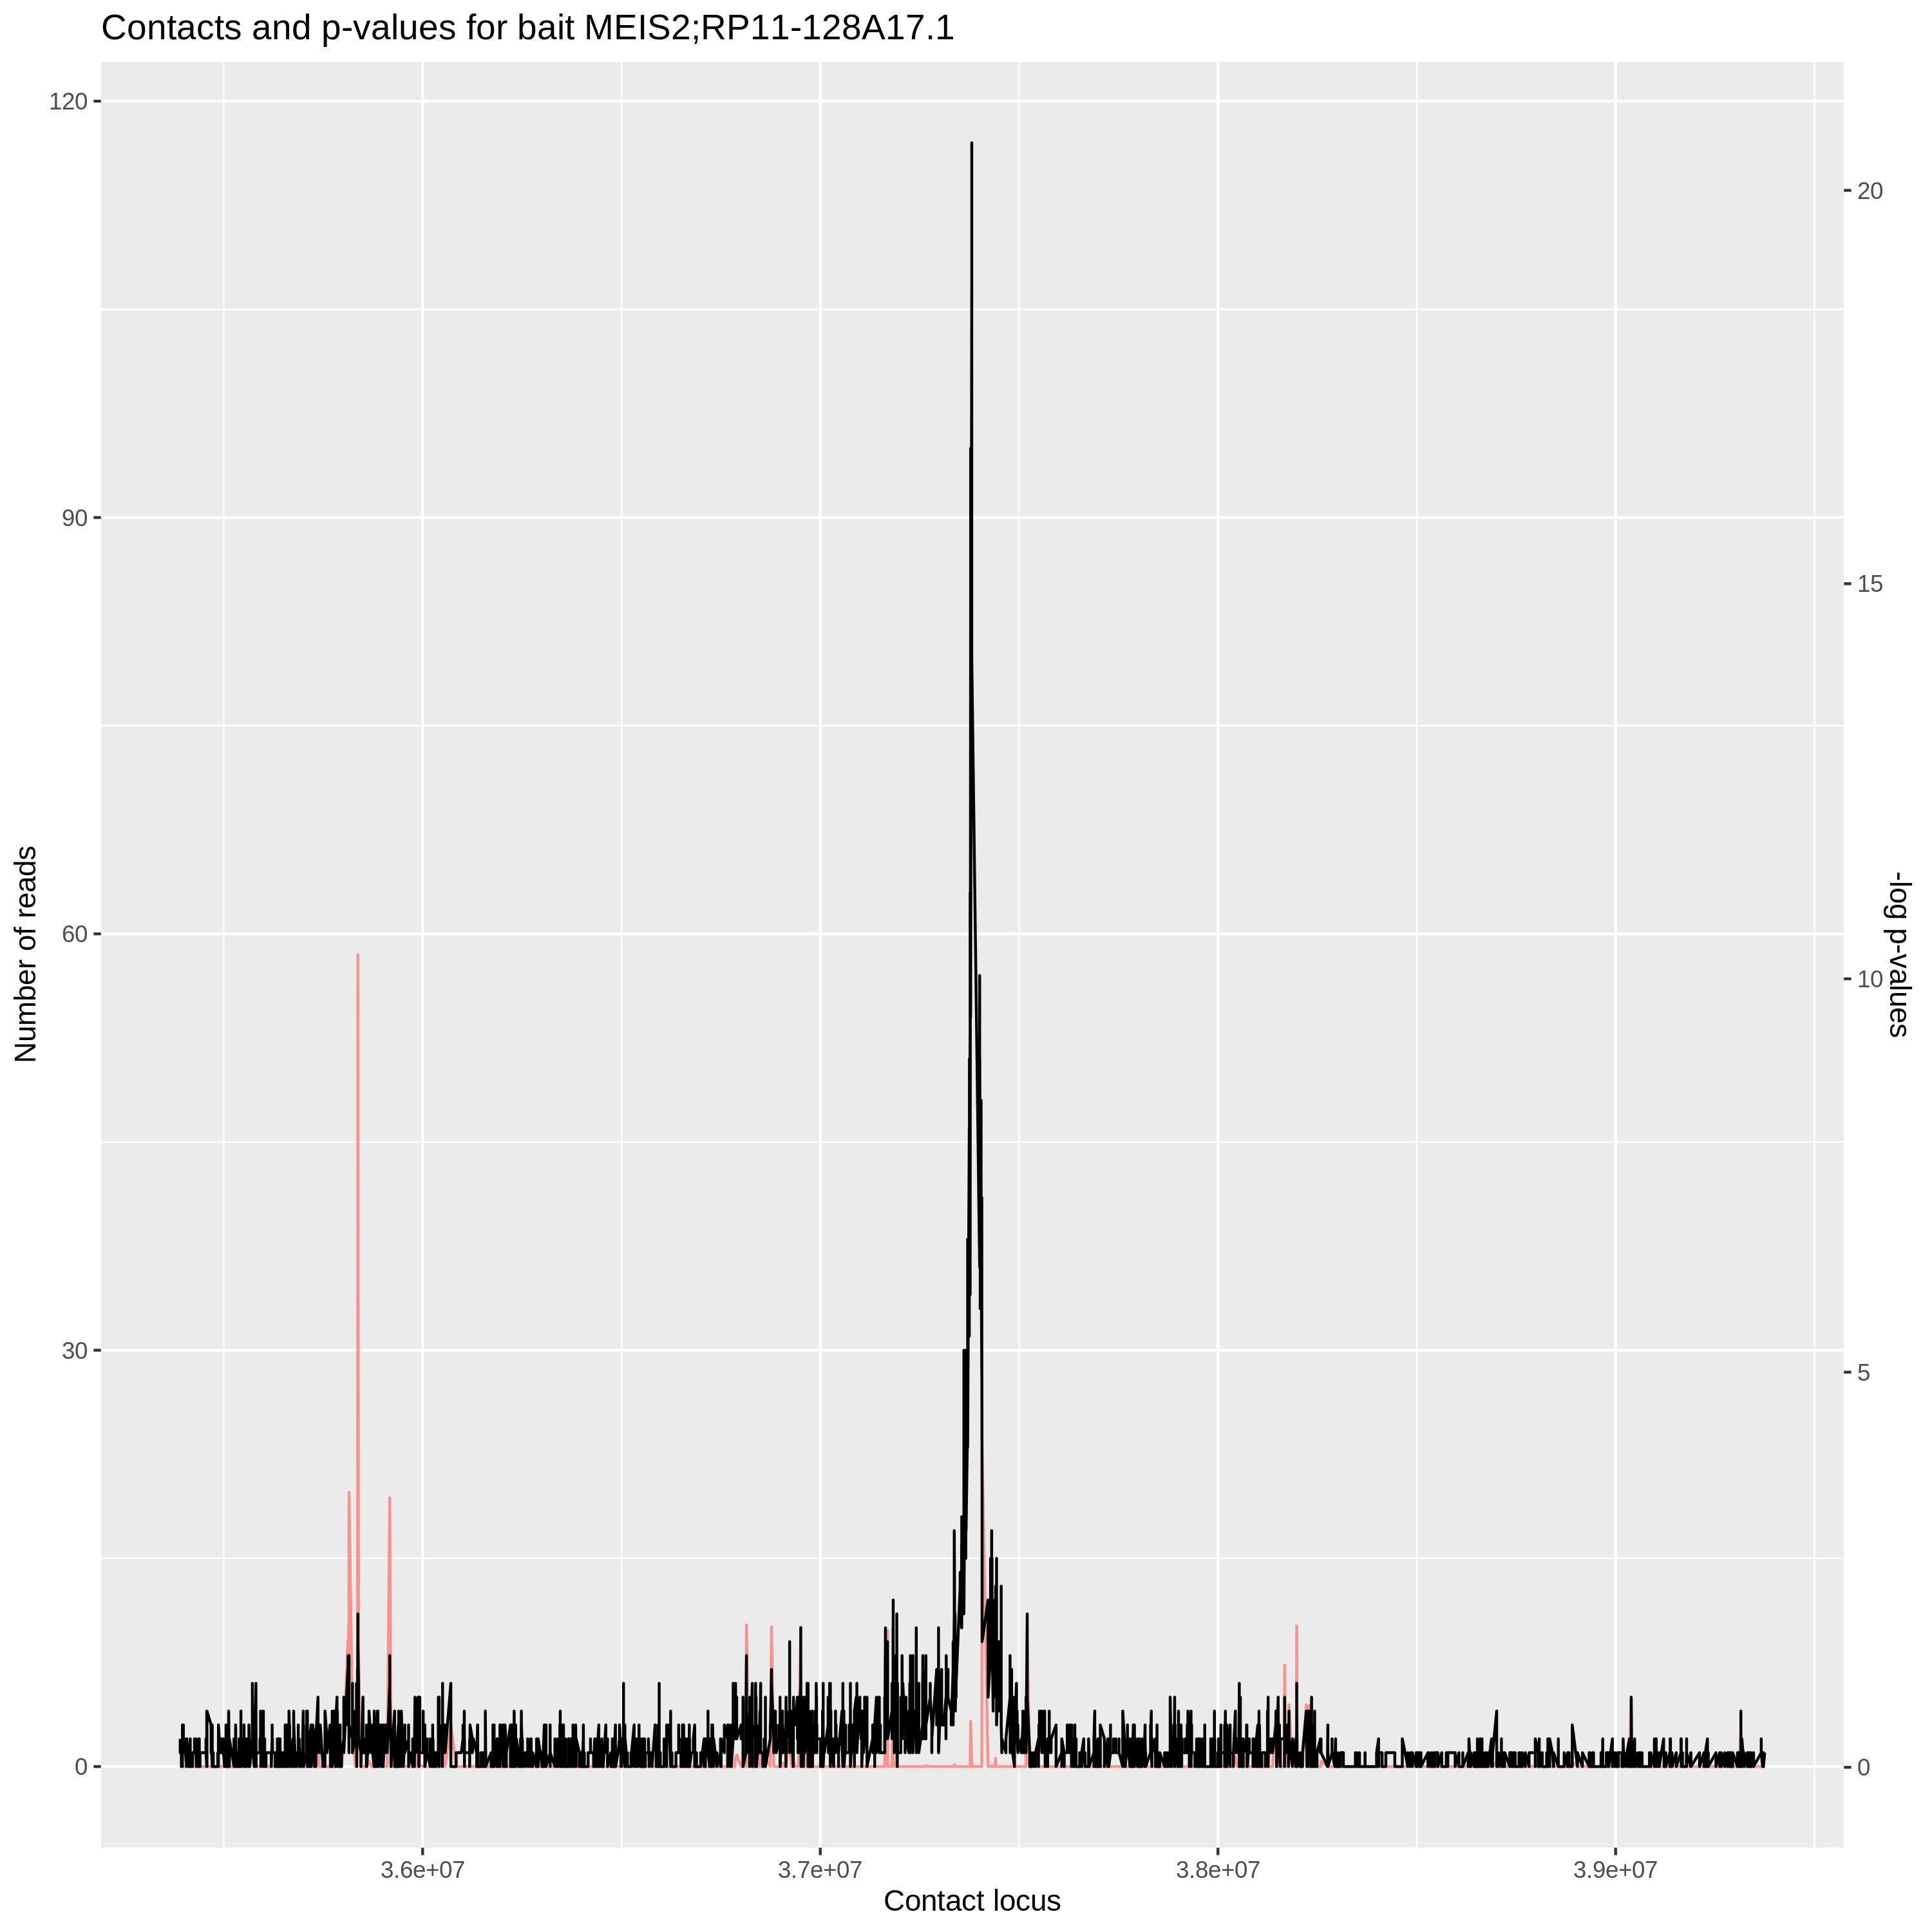 Contacts and p-values for bait MEIS2;RP11-128A17.1
120
90
60
30
0
Number of reads
20
15
10
5
0
-log p-values
3.6e+07 3.7e+07 3.8e+07 3.9e+07
Contact locus